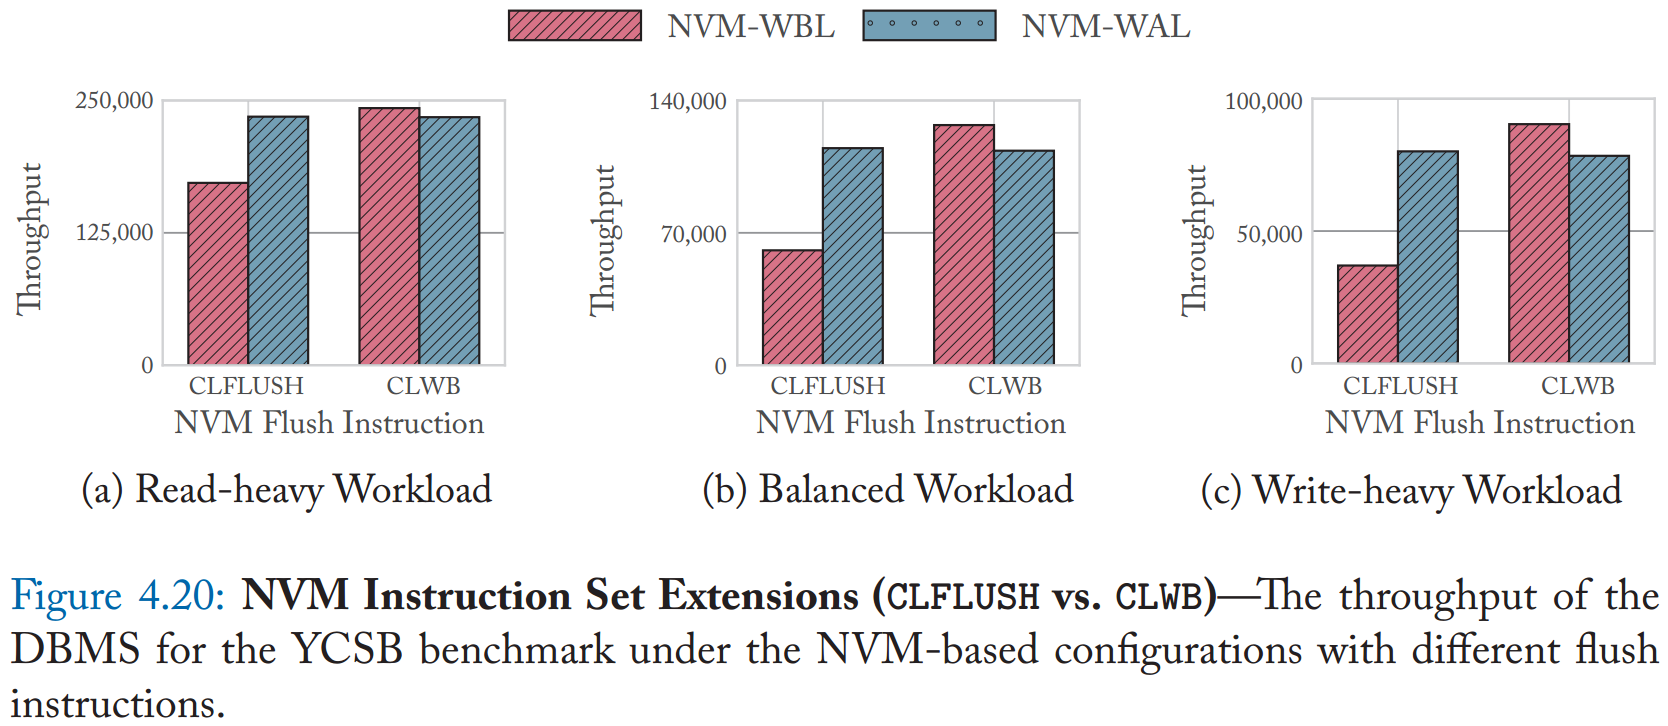 NVM-WBL NVM-WAL
250,000
125,000
0
Throughput
CLFLUSH CLWB
NVM Flush Instruction
(a) Read-heavy Workload
140,000
70,000
0
Throughput
CLFLUSH CLWB
NVM Flush Instruction
(b) Balanced Workload
100,000
50,000
0
Throughput
CLFLUSH CLWB
NVM Flush Instruction
(c) Write-heavy Workload
Figure 4.20: NVM Instruction Set Extensions (CLFLUSH vs. CLWB)—The throughput of the
DBMS for the YCSB benchmark under the NVM-based configurations with different flush
instructions.